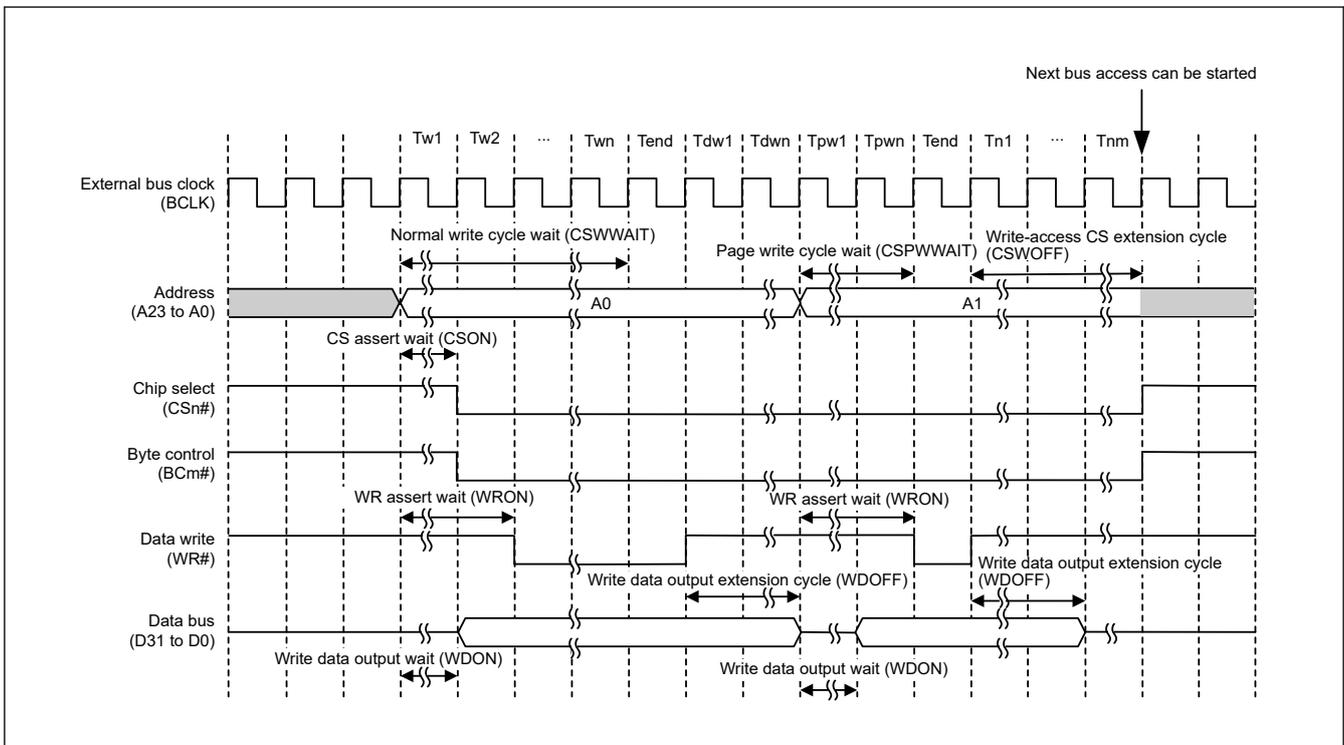 Next bus access can be started
Tw1 Tw2 ... Twn Tend Tdw1 Tdwn Tpw1 Tpwn Tend Tn1 ... Tnm
External bus clock
(BCLK)
Normal write cycle wait (CSWWAIT)
Page write cycle wait (CSPWWAIT)
Write-access CS extension cycle
(CSWOFF)
Address
(A23 to A0)
A0
A1
CS assert wait (CSON)
Chip select
(CSn#)
Byte control
(BCm#)
WR assert wait (WRON)
WR assert wait (WRON)
Data write
(WR#)
Write data output extension cycle (WDOFF)
Write data output extension cycle
(WDOFF)
Data bus
(D31 to D0)
Write data output wait (WDON)
Write data output wait (WDON)